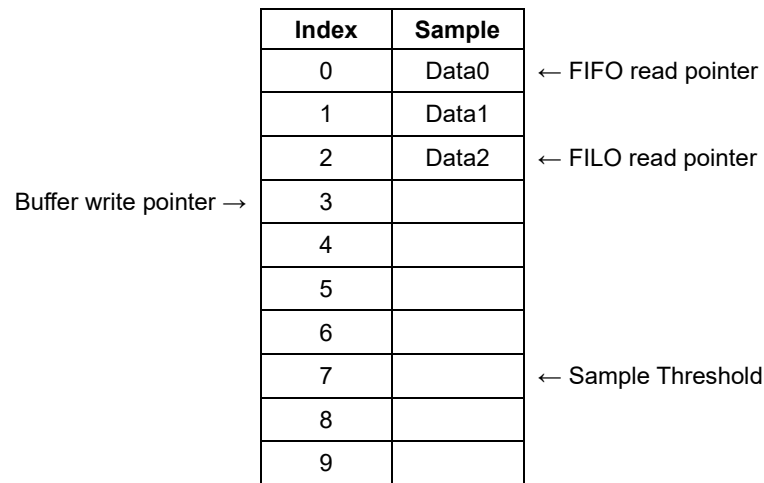 Index Sample
0 Data0 ← FIFO read pointer
1 Data1
2 Data2 ← FILO read pointer
Buffer write pointer → 3
4
5
6
7 ← Sample Threshold
8
9